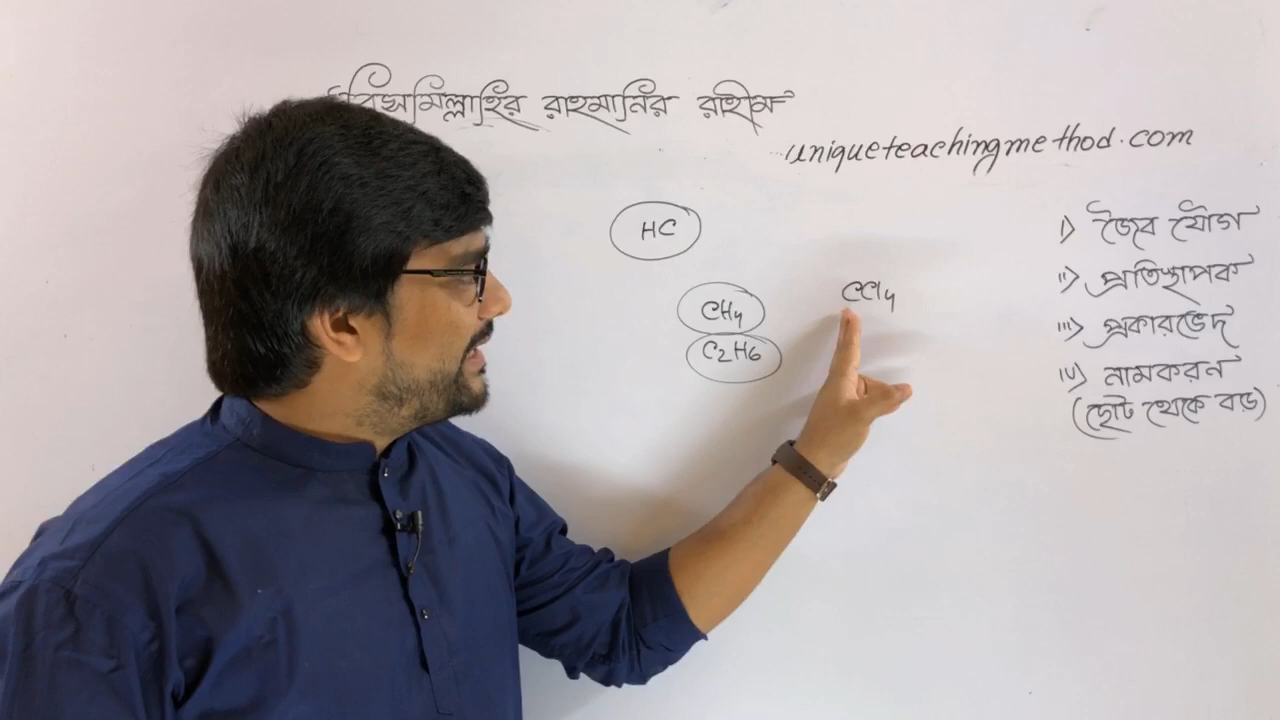 বিসমিল্লাহির রাহমানির রাহীম
uniqueteachingmethod.com
HC
CH4
C2H6
CCl4
i) জৈব যৌগ
ii) প্রতিস্থাপক
iii) প্রকারভেদ
iv) নামকরন
(ছোট থেকে বড়)